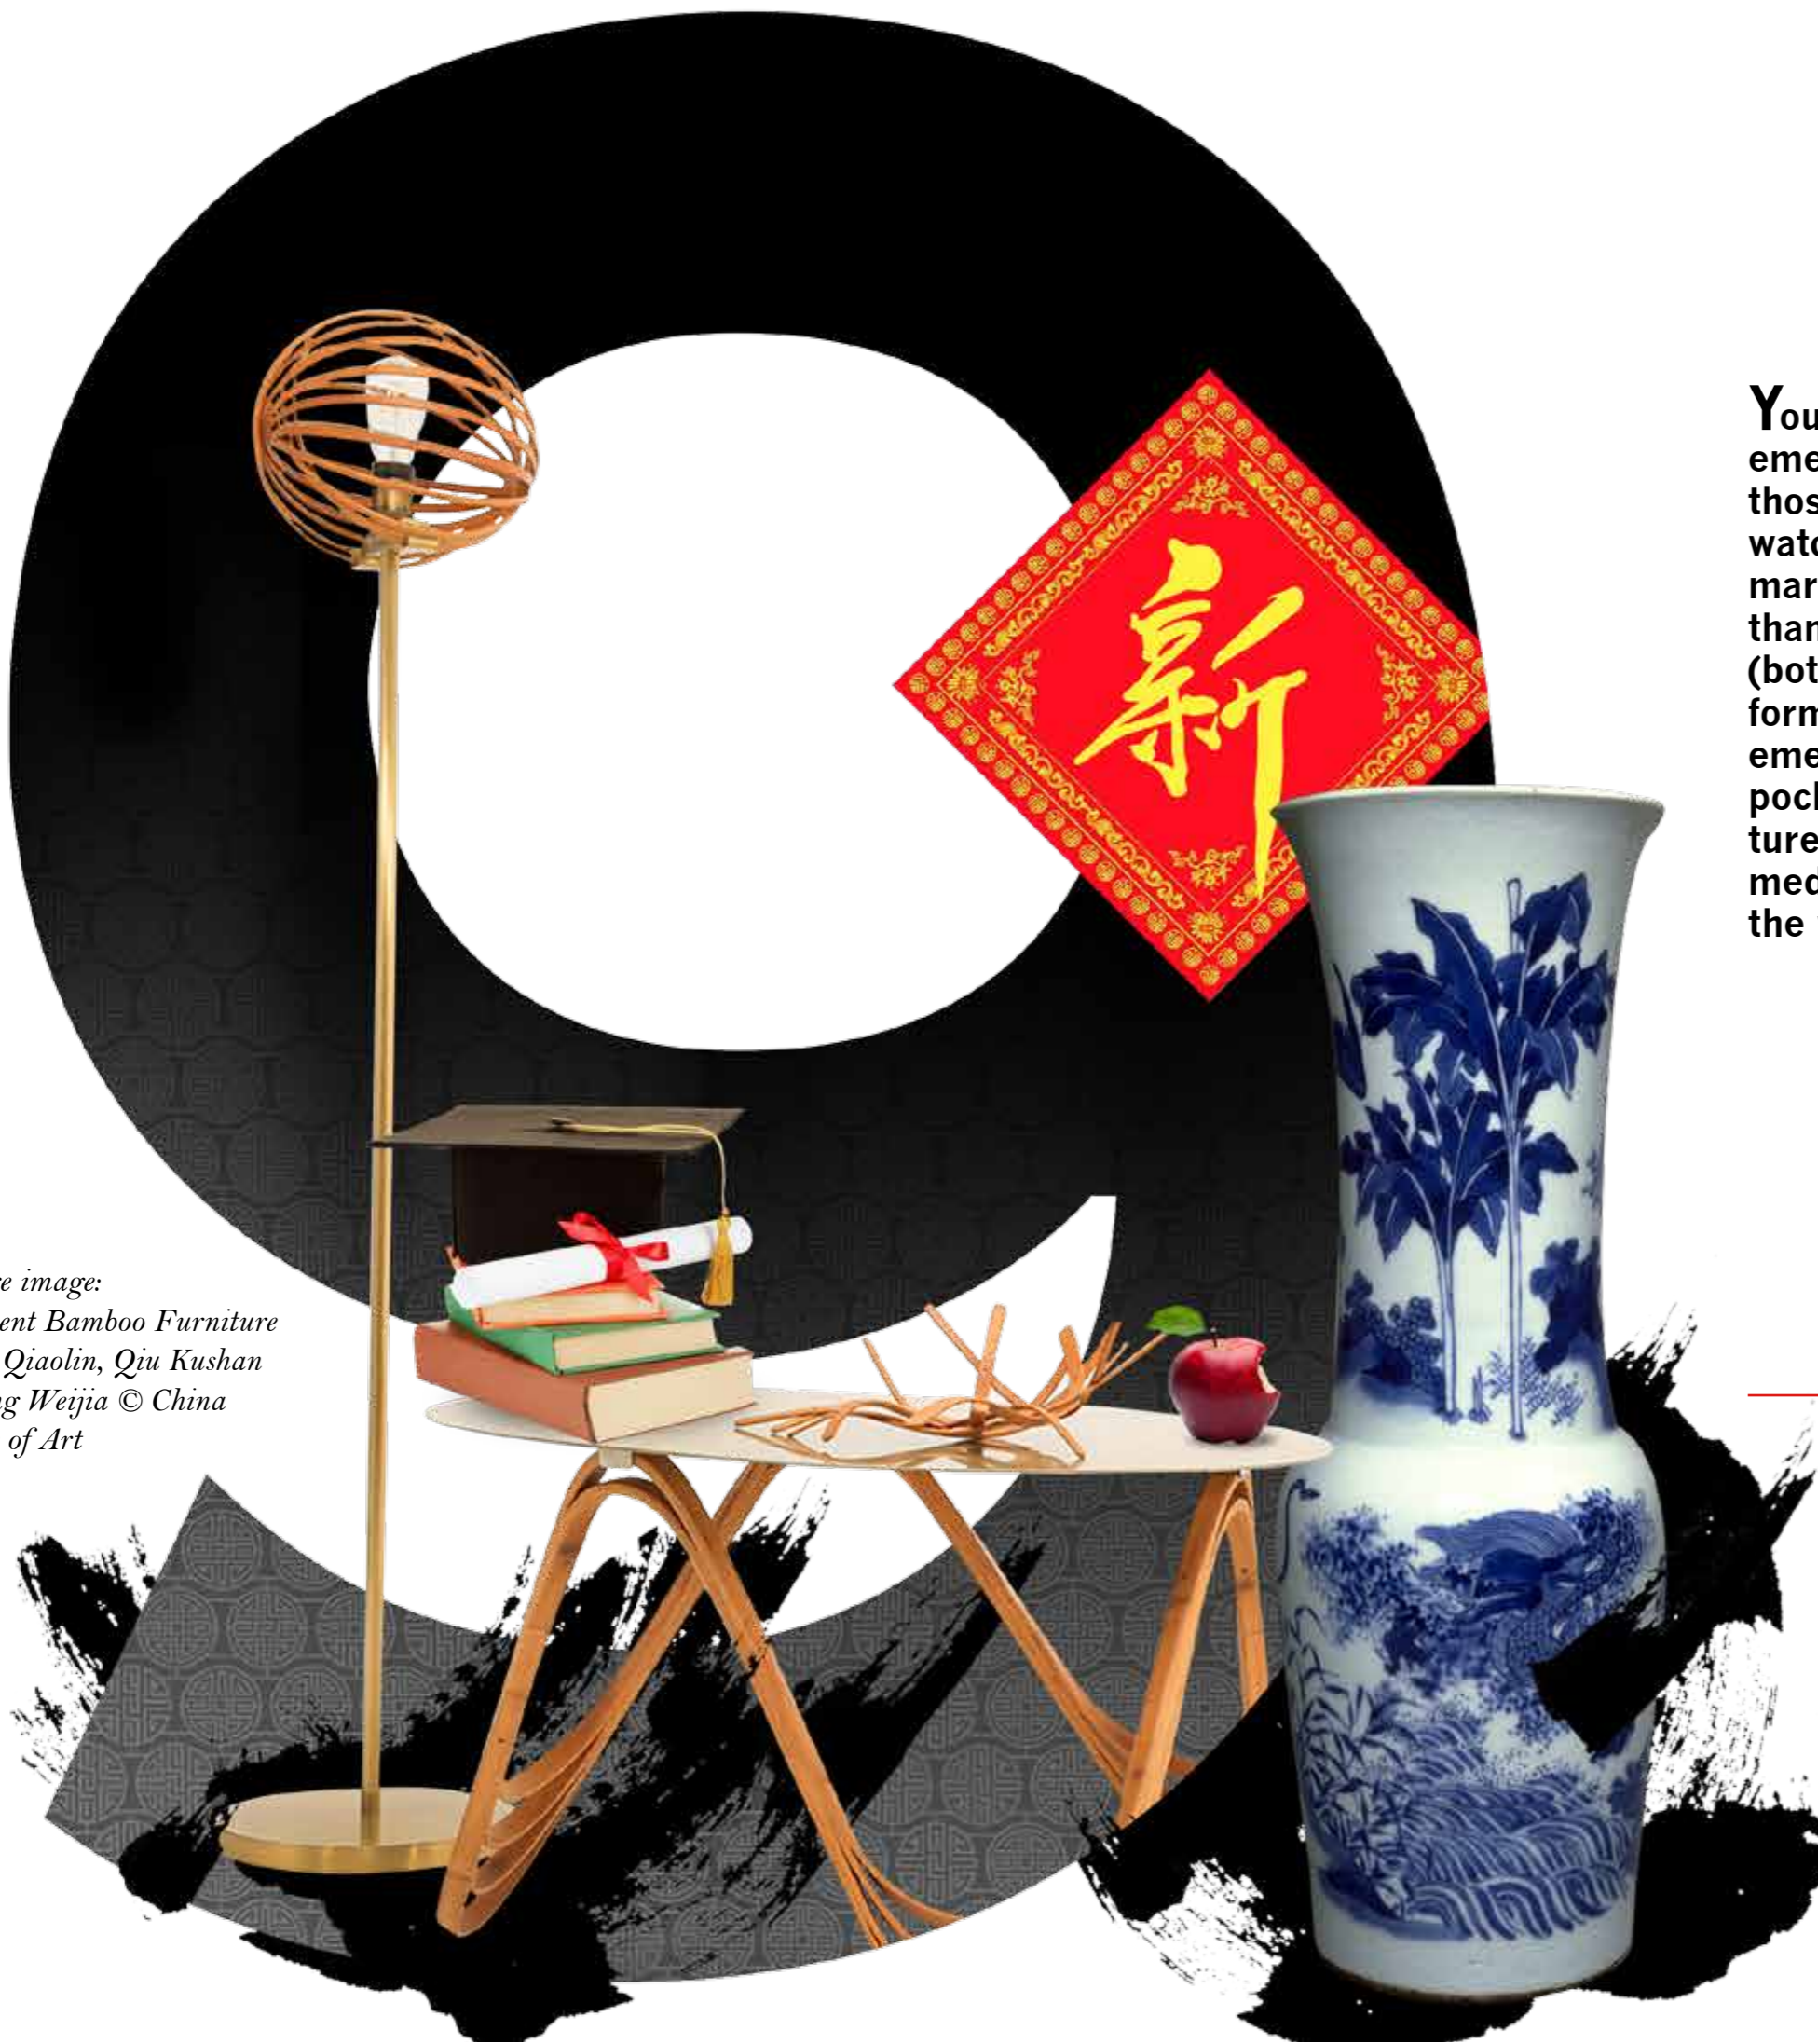 新
You
eme
thos
watc
mar
than
(bot
form
eme
pocl
ture
med
the
e image:
ent Bamboo Furniture
Qiaolin, Qiu Kushan
g Weijia © China
of Art